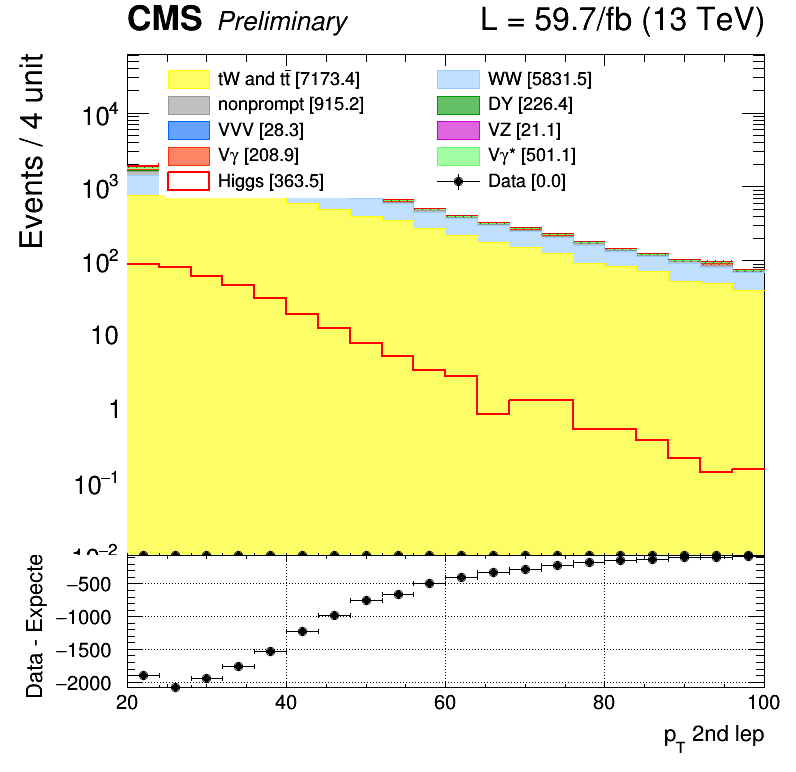 CMS Preliminary L = 59.7/fb (13 TeV)
Events / 4 unit
tW and tt̄ [7173.4] WW [5831.5]
nonprompt [915.2] DY [226.4]
VVV [28.3] VZ [21.1]
Vγ [208.9] Vγ* [501.1]
Higgs [363.5] Data [0.0]
10⁴
10³
10²
10
1
10⁻¹
10⁻²
Data - Expecte
−500
−1000
−1500
−2000
20 40 60 80 100
p_T 2nd lep